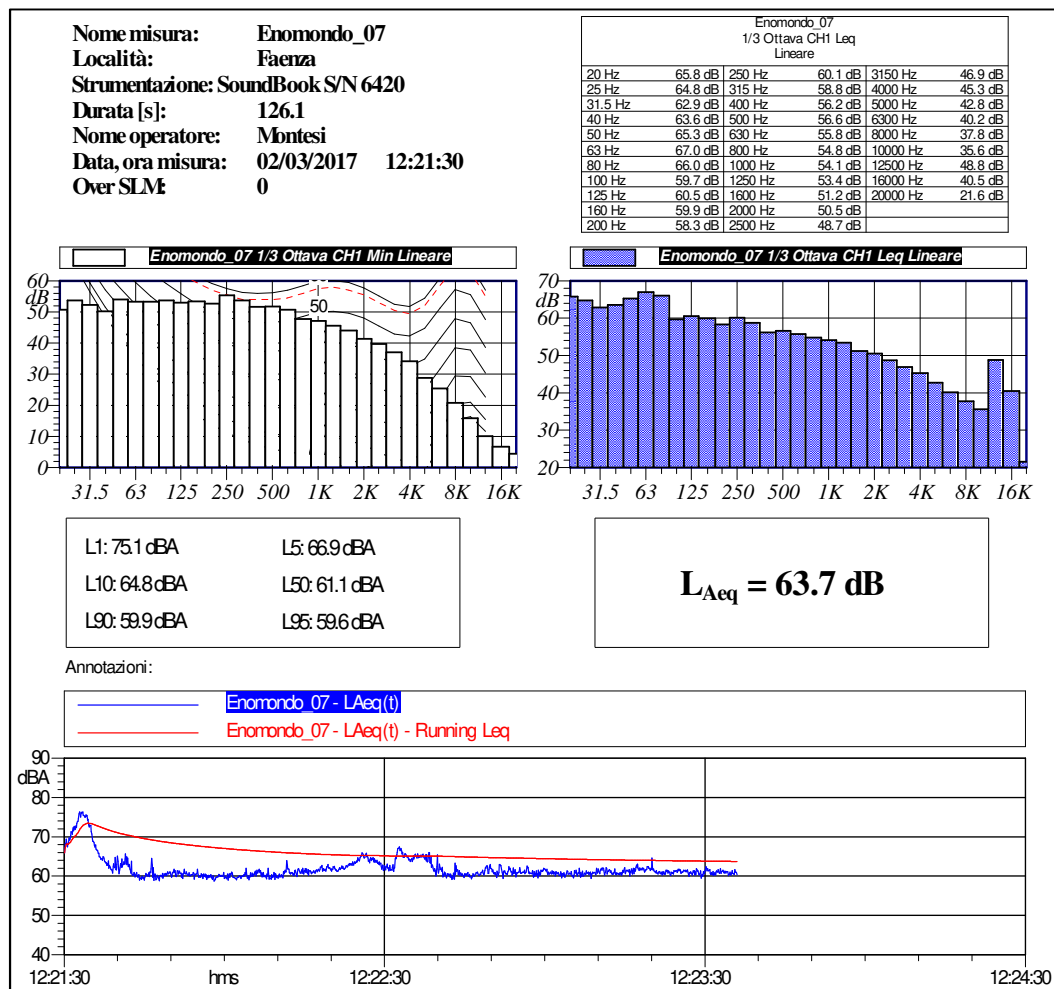 Nome misura: Enomondo_07
Località: Faenza
Strumentazione: SoundBook S/N 6420
Durata [s]: 126.1
Nome operatore: Montesi
Data, ora misura: 02/03/2017 12:21:30
Over SLM: 0
Enomondo_07
1/3 Ottava CH1 Leq
Lineare
20 Hz 65.8 dB 250 Hz 60.1 dB 3150 Hz 46.9 dB
25 Hz 64.8 dB 315 Hz 58.8 dB 4000 Hz 45.3 dB
31.5 Hz 62.9 dB 400 Hz 56.2 dB 5000 Hz 42.8 dB
40 Hz 63.6 dB 500 Hz 56.6 dB 6300 Hz 40.2 dB
50 Hz 65.3 dB 630 Hz 55.8 dB 8000 Hz 37.8 dB
63 Hz 67.0 dB 800 Hz 54.8 dB 10000 Hz 35.6 dB
80 Hz 66.0 dB 1000 Hz 54.1 dB 12500 Hz 48.8 dB
100 Hz 59.7 dB 1250 Hz 53.4 dB 16000 Hz 40.5 dB
125 Hz 60.5 dB 1600 Hz 51.2 dB 20000 Hz 21.6 dB
160 Hz 59.9 dB 2000 Hz 50.5 dB
200 Hz 58.3 dB 2500 Hz 48.7 dB
Enomondo_07 1/3 Ottava CH1 Min Lineare
60
dB
50
40
30
20
10
0
50
31.5 63 125 250 500 1K 2K 4K 8K 16K
Enomondo_07 1/3 Ottava CH1 Leq Lineare
70
dB
60
50
40
30
20
31.5 63 125 250 500 1K 2K 4K 8K 16K
L1: 75.1 dBA L5: 66.9 dBA
L10: 64.8 dBA L50: 61.1 dBA
L90: 59.9 dBA L95: 59.6 dBA
LAeq = 63.7 dB
Annotazioni:
Enomondo_07 - LAeq(t)
Enomondo_07 - LAeq(t) - Running Leq
90
dBA
80
70
60
50
40
12:21:30 hms 12:22:30 12:23:30 12:24:30